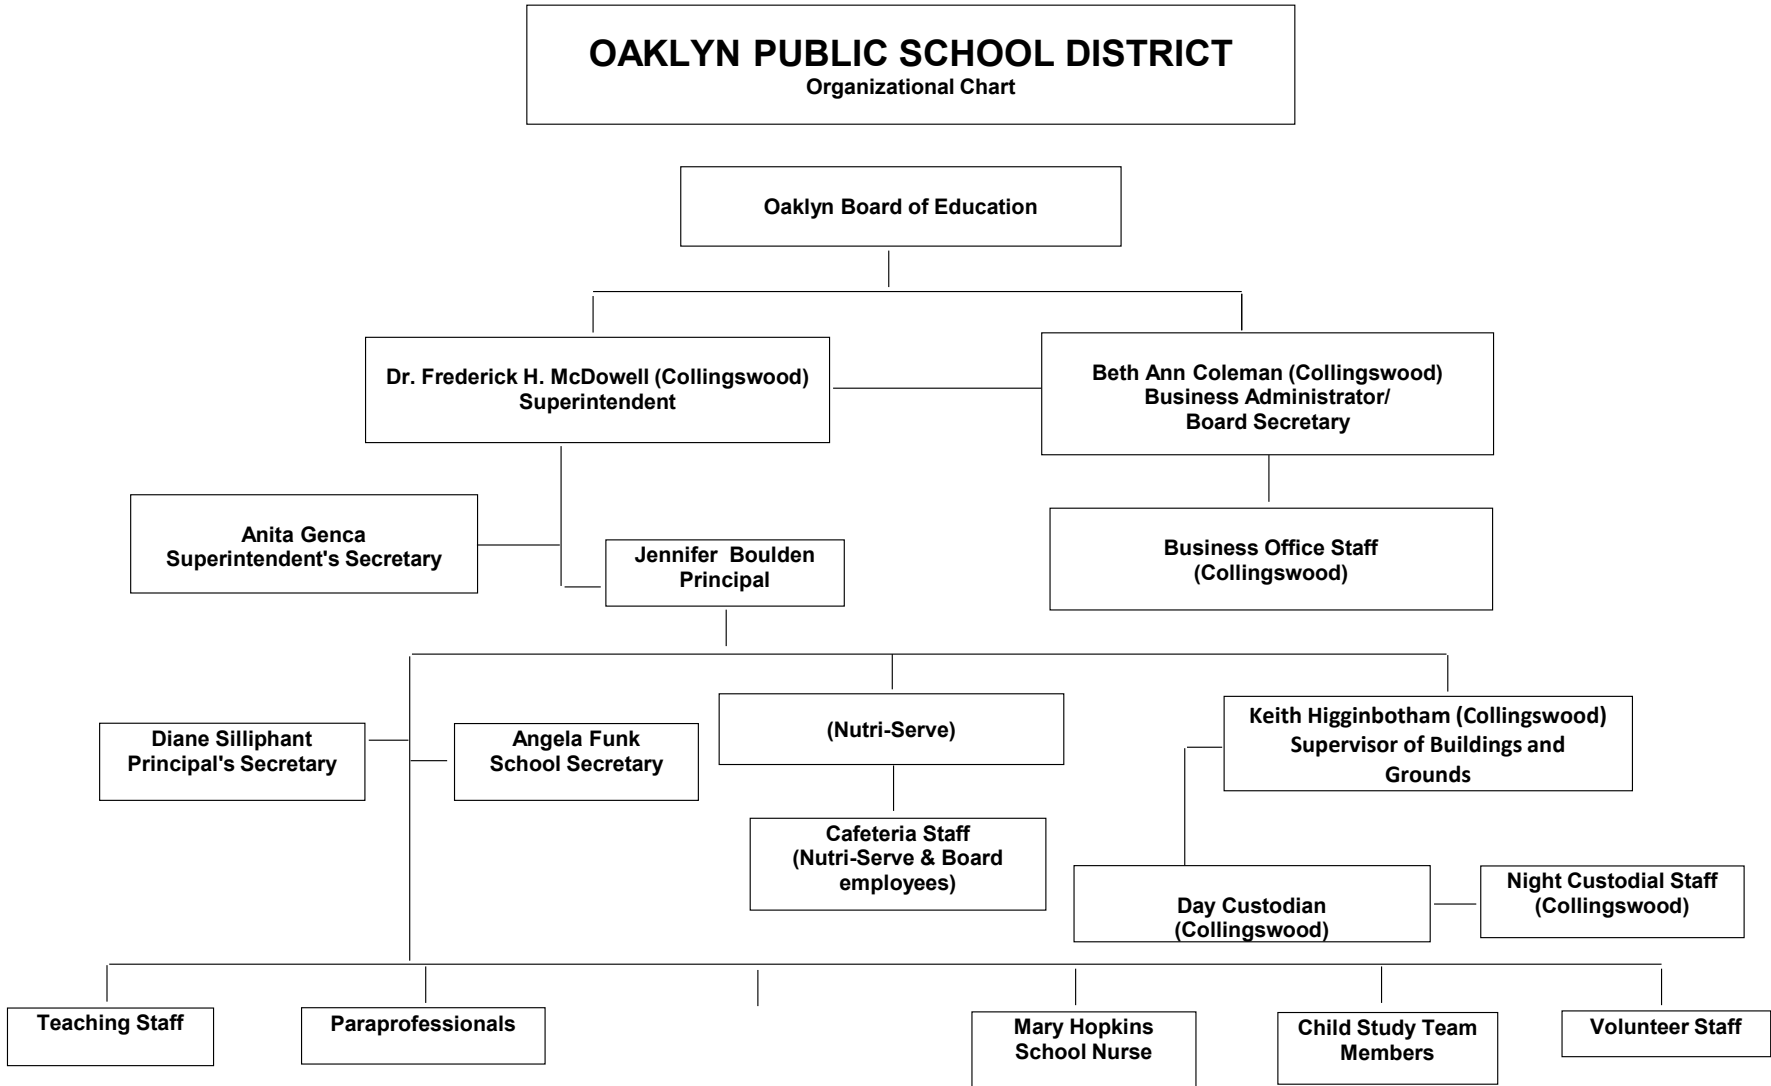 OAKLYN PUBLIC SCHOOL DISTRICT
Organizational Chart
Oaklyn Board of Education
Dr. Frederick H. McDowell (Collingswood)
Superintendent
Beth Ann Coleman (Collingswood)
Business Administrator/
Board Secretary
Anita Genca
Superintendent's Secretary
Jennifer Boulden
Principal
Business Office Staff
(Collingswood)
Diane Silliphant
Principal's Secretary
Angela Funk
School Secretary
(Nutri-Serve)
Keith Higginbotham (Collingswood)
Supervisor of Buildings and
Grounds
Cafeteria Staff
(Nutri-Serve & Board
employees)
Day Custodian
(Collingswood)
Night Custodial Staff
(Collingswood)
Teaching Staff
Paraprofessionals
Mary Hopkins
School Nurse
Child Study Team
Members
Volunteer Staff